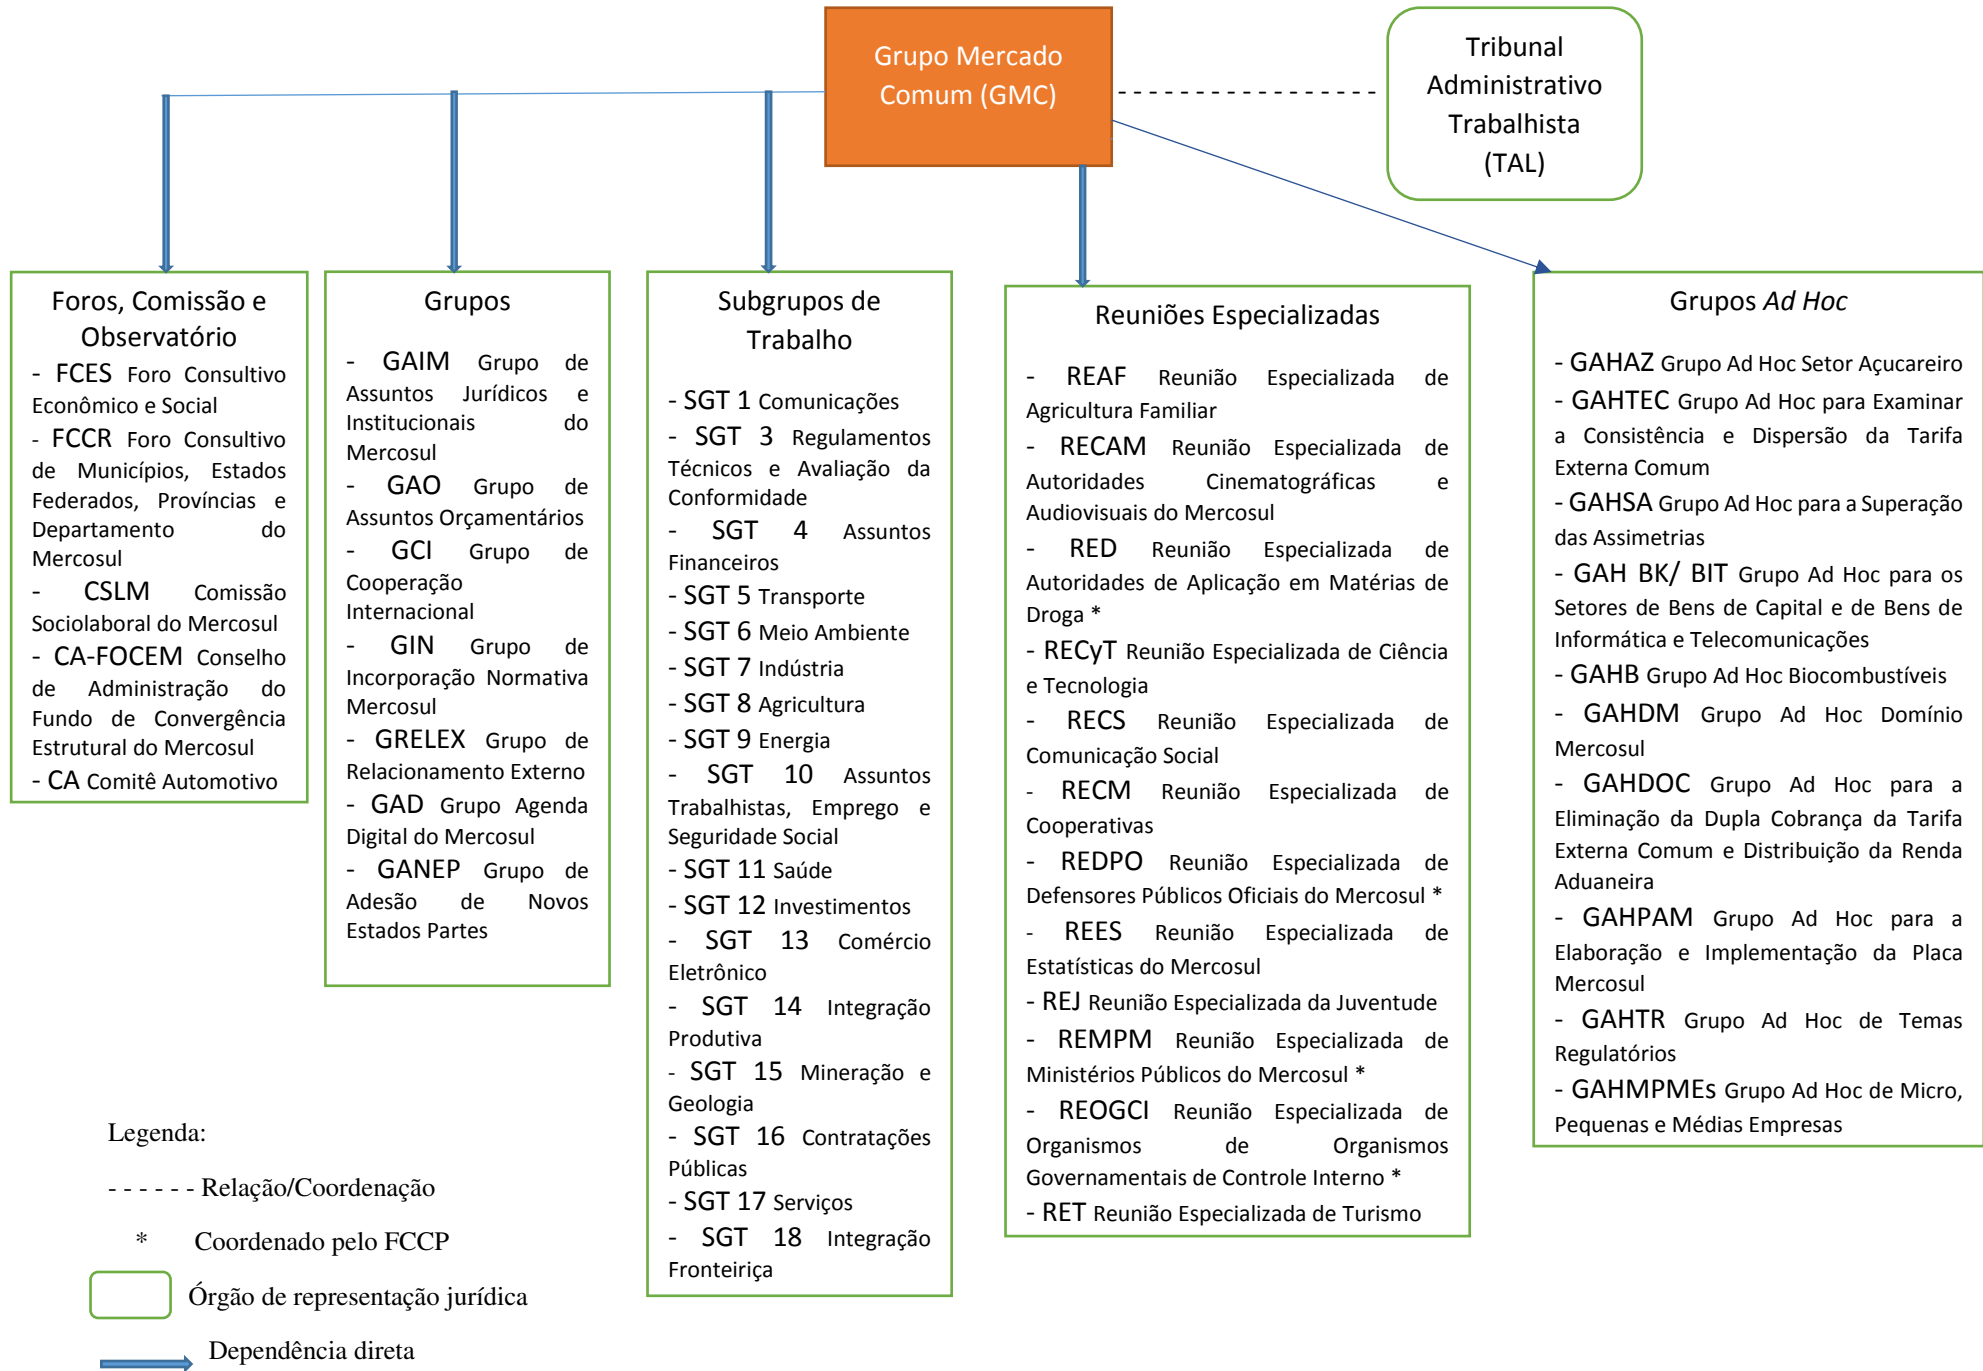 Grupo Mercado
Comum (GMC)
Tribunal
Administrativo
Trabalhista
(TAL)
Foros, Comissão e
Observatório
- FCES Foro Consultivo
Econômico e Social
- FCCR Foro Consultivo
de Municípios, Estados
Federados, Províncias e
Departamento do
Mercosul
- CSLM Comissão
Sociolaboral do Mercosul
- CA-FOCEM Conselho
de Administração do
Fundo de Convergência
Estrutural do Mercosul
- CA Comitê Automotivo
Grupos
- GAIM Grupo de
Assuntos Jurídicos e
Institucionais do
Mercosul
- GAO Grupo de
Assuntos Orçamentários
- GCI Grupo de
Cooperação
Internacional
- GIN Grupo de
Incorporação Normativa
Mercosul
- GRELEX Grupo de
Relacionamento Externo
- GAD Grupo Agenda
Digital do Mercosul
- GANEP Grupo de
Adesão de Novos
Estados Partes
Subgrupos de
Trabalho
- SGT 1 Comunicações
- SGT 3 Regulamentos
Técnicos e Avaliação da
Conformidade
- SGT 4 Assuntos
Financeiros
- SGT 5 Transporte
- SGT 6 Meio Ambiente
- SGT 7 Indústria
- SGT 8 Agricultura
- SGT 9 Energia
- SGT 10 Assuntos
Trabalhistas, Emprego e
Seguridade Social
- SGT 11 Saúde
- SGT 12 Investimentos
- SGT 13 Comércio
Eletrônico
- SGT 14 Integração
Produtiva
- SGT 15 Mineração e
Geologia
- SGT 16 Contratações
Públicas
- SGT 17 Serviços
- SGT 18 Integração
Fronteiriça
Reuniões Especializadas
- REAF Reunião Especializada de
Agricultura Familiar
- RECAM Reunião Especializada de
Autoridades Cinematográficas e
Audiovisuais do Mercosul
- RED Reunião Especializada de
Autoridades de Aplicação em Matérias de
Droga *
- RECyT Reunião Especializada de Ciência
e Tecnologia
- RECS Reunião Especializada de
Comunicação Social
- RECM Reunião Especializada de
Cooperativas
- REDPO Reunião Especializada de
Defensores Públicos Oficiais do Mercosul *
- REES Reunião Especializada de
Estatísticas do Mercosul
- REJ Reunião Especializada da Juventude
- REMPM Reunião Especializada de
Ministérios Públicos do Mercosul *
- REOGCI Reunião Especializada de
Organismos de Organismos
Governamentais de Controle Interno *
- RET Reunião Especializada de Turismo
Grupos Ad Hoc
- GAHAZ Grupo Ad Hoc Setor Açucareiro
- GAHTEC Grupo Ad Hoc para Examinar
a Consistência e Dispersão da Tarifa
Externa Comum
- GAHSA Grupo Ad Hoc para a Superação
das Assimetrias
- GAH BK/ BIT Grupo Ad Hoc para os
Setores de Bens de Capital e de Bens de
Informática e Telecomunicações
- GAHB Grupo Ad Hoc Biocombustíveis
- GAHDM Grupo Ad Hoc Domínio
Mercosul
- GAHDOC Grupo Ad Hoc para a
Eliminação da Dupla Cobrança da Tarifa
Externa Comum e Distribuição da Renda
Aduaneira
- GAHPAM Grupo Ad Hoc para a
Elaboração e Implementação da Placa
Mercosul
- GAHTR Grupo Ad Hoc de Temas
Regulatórios
- GAHMPMEs Grupo Ad Hoc de Micro,
Pequenas e Médias Empresas
Legenda:
- - - - - - Relação/Coordenação
* Coordenado pelo FCCP
Órgão de representação jurídica
Dependência direta